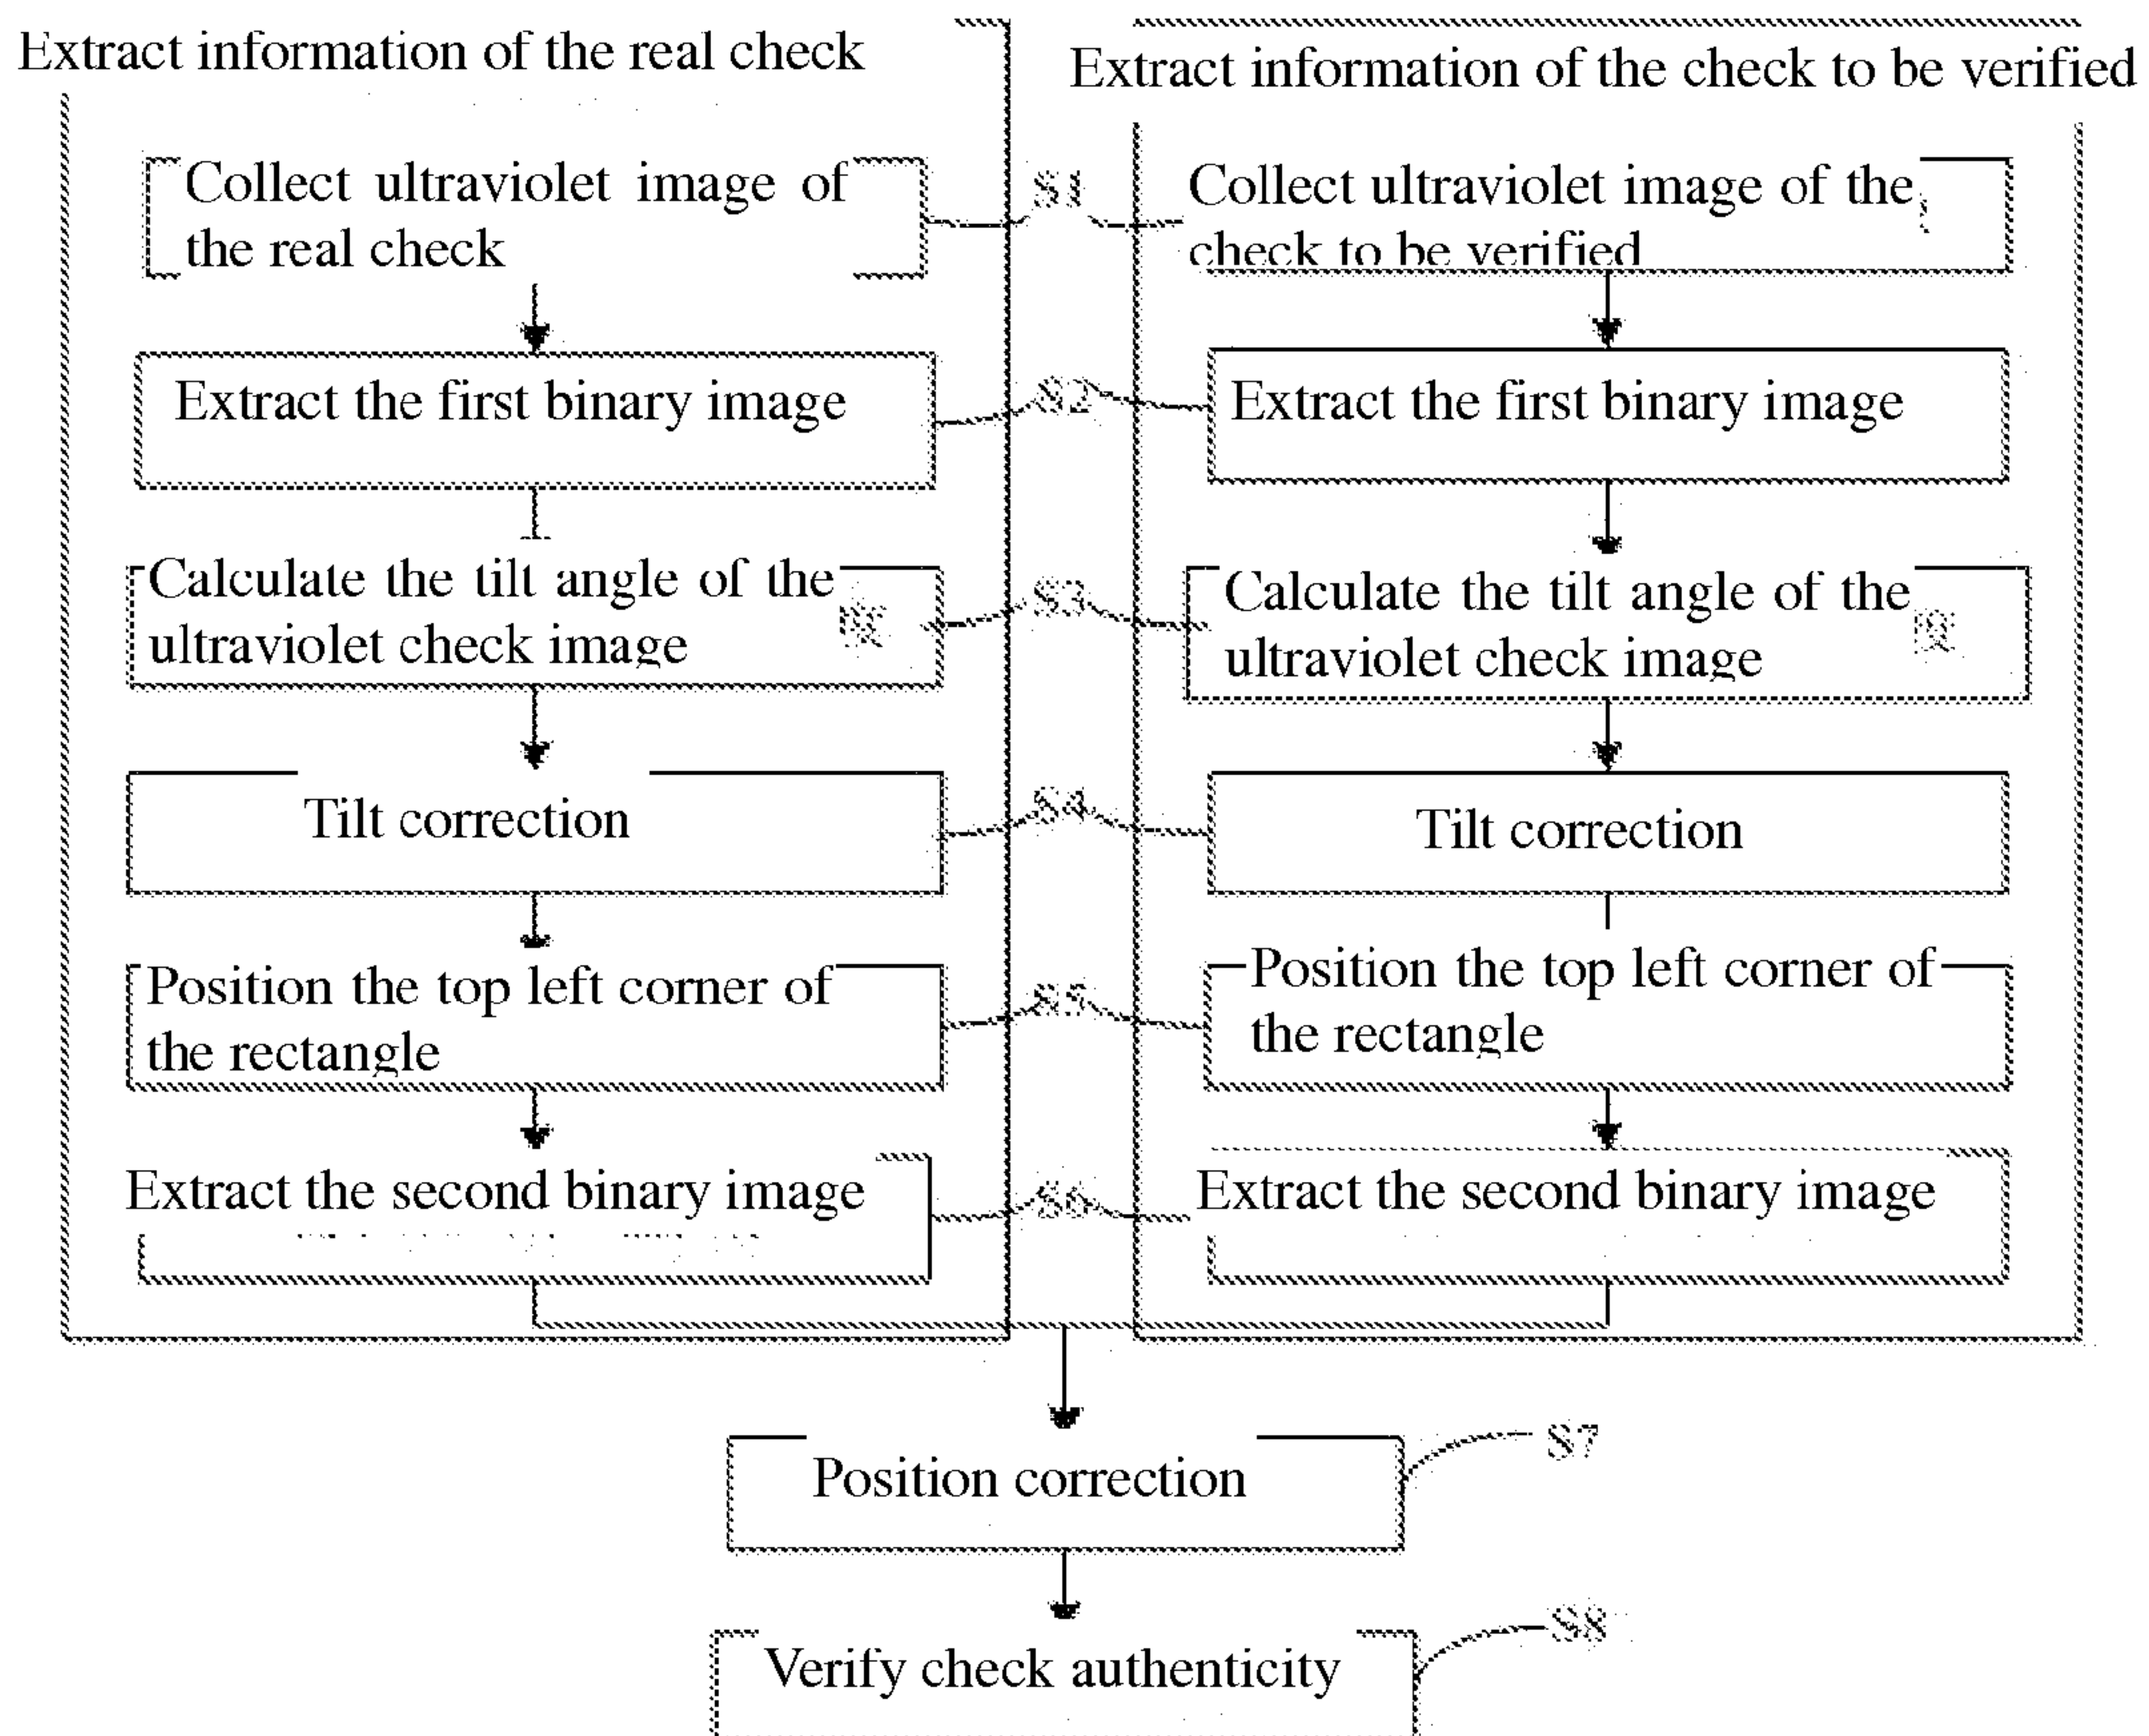 Extract information of the real check
Extract information of the check to be verified
Collect ultraviolet image of
the real check
S1
Collect ultraviolet image of the
check to be verified
Extract the first binary image
S2
Extract the first binary image
Calculate the tilt angle of the
ultraviolet check image
S3
Calculate the tilt angle of the
ultraviolet check image
Tilt correction
S4
Tilt correction
Position the top left corner of
the rectangle
S5
Position the top left corner of
the rectangle
Extract the second binary image
S6
Extract the second binary image
Position correction
S7
Verify check authenticity
S8